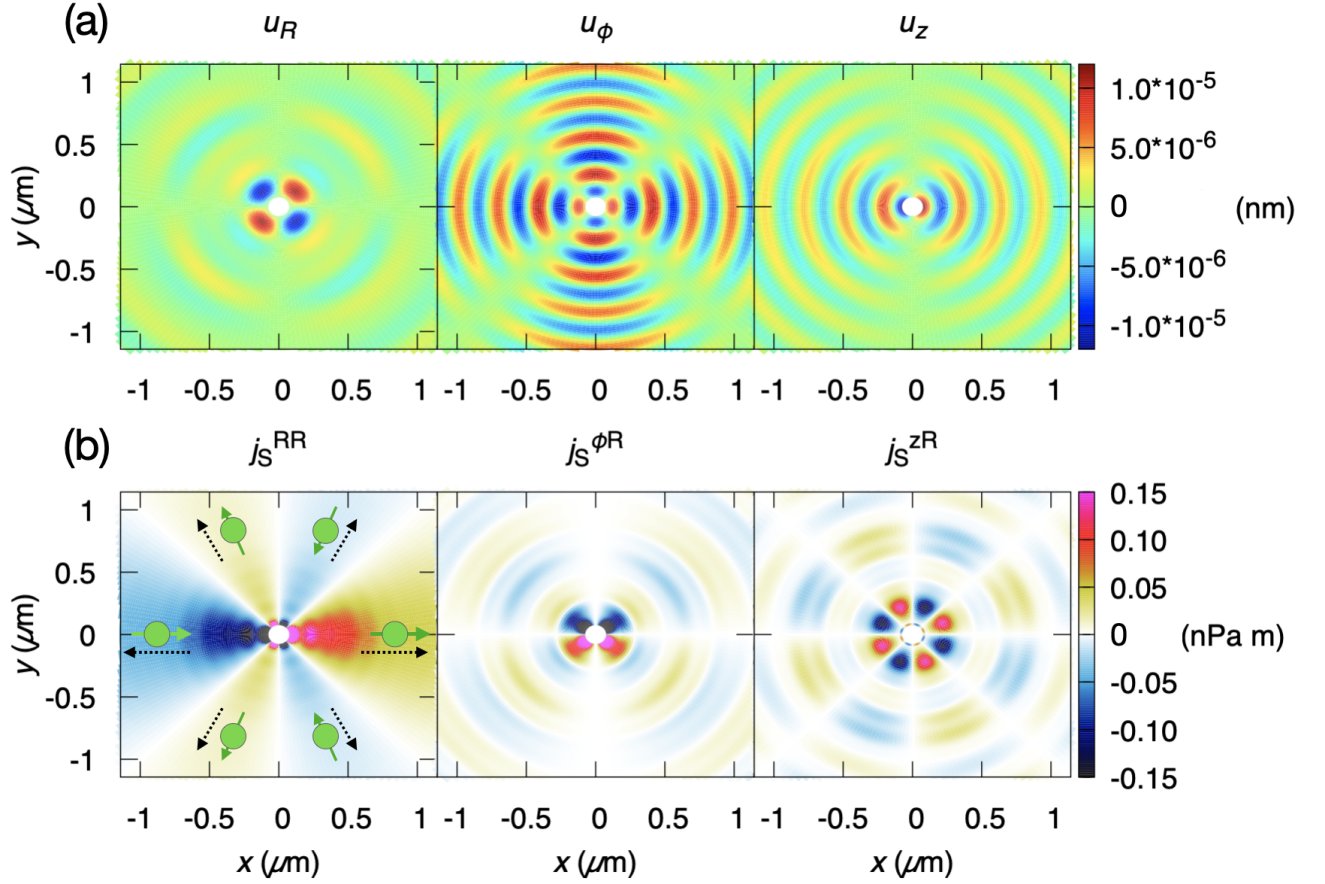 (a)
u_R u_ϕ u_z
1 0.5 0 -0.5 -1
y (μm)
1.0*10^-5
5.0*10^-6
0
-5.0*10^-6
-1.0*10^-5
(nm)
-1 -0.5 0 0.5 1 -1 -0.5 0 0.5 1 -1 -0.5 0 0.5 1
(b)
j_S^RR j_S^ϕR j_S^zR
1 0.5 0 -0.5 -1
y (μm)
0.15
0.10
0.05
0
-0.05
-0.10
-0.15
(nPa m)
-1 -0.5 0 0.5 1 -1 -0.5 0 0.5 1 -1 -0.5 0 0.5 1
x (μm) x (μm) x (μm)